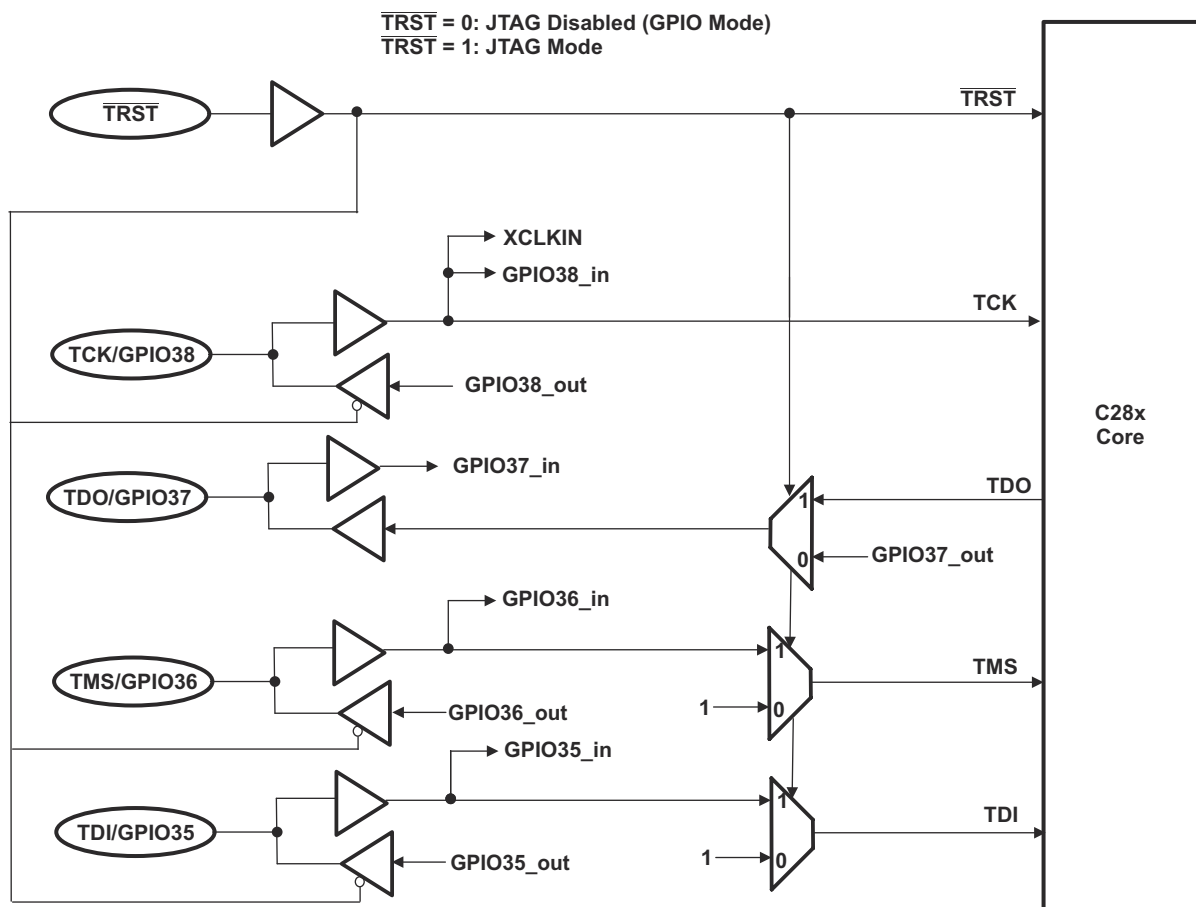 TRST = 0: JTAG Disabled (GPIO Mode)
TRST = 1: JTAG Mode
TRST
TRST
XCLKIN
GPIO38_in
TCK
TCK/GPIO38
GPIO38_out
C28x
Core
GPIO37_in
TDO/GPIO37
1
TDO
0
GPIO37_out
GPIO36_in
1
TMS/GPIO36
TMS
GPIO36_out
1
0
GPIO35_in
1
TDI/GPIO35
TDI
GPIO35_out
1
0